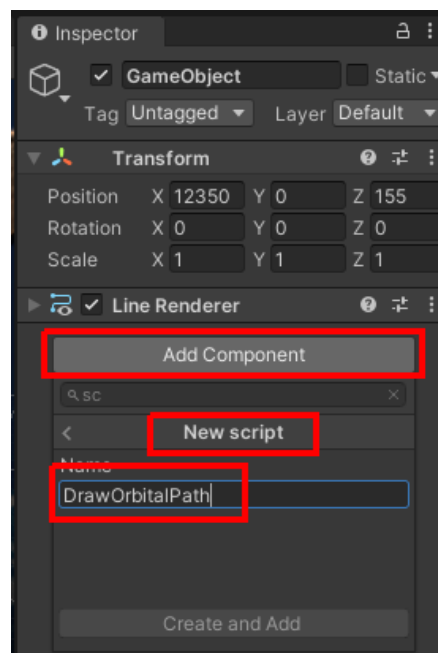 Inspector
GameObject Static
Tag Untagged Layer Default
Transform
Position X 12350 Y 0 Z 155
Rotation X 0 Y 0 Z 0
Scale X 1 Y 1 Z 1
Line Renderer
Add Component
sc
New script
Name
DrawOrbitalPath
Create and Add